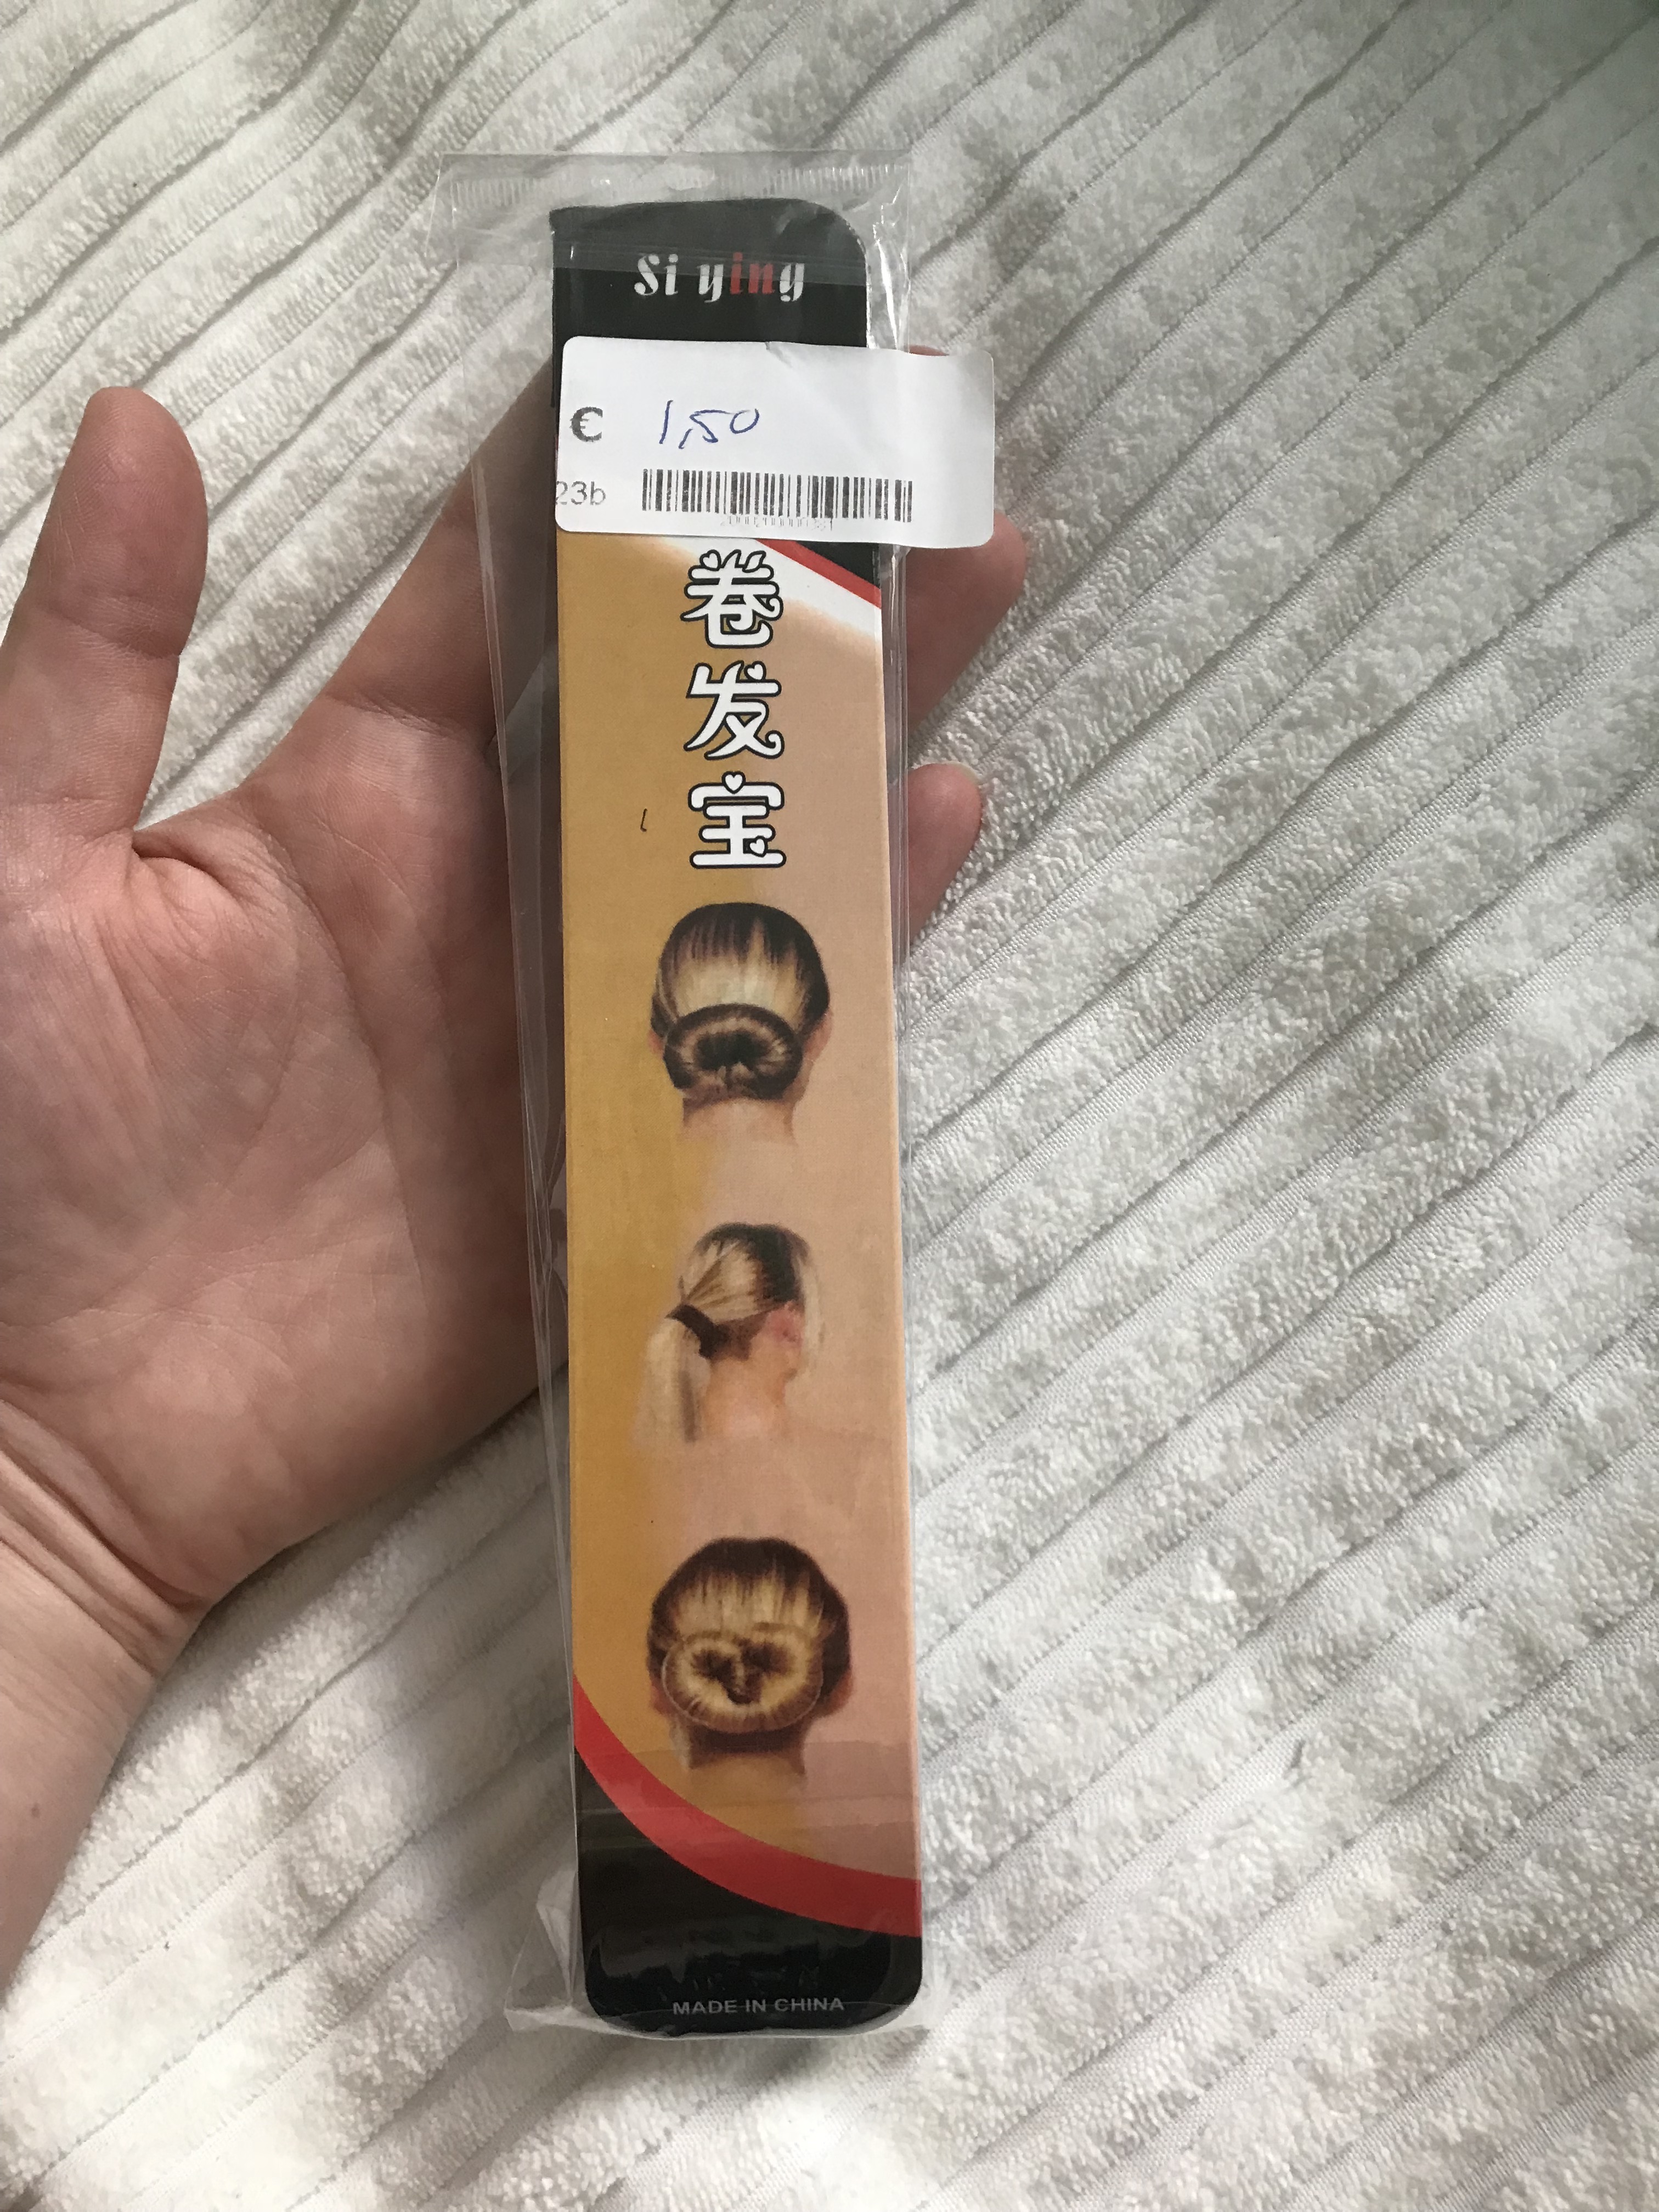 Si ying
€ 1,50
23b
卷
发
宝
MADE IN CHINA